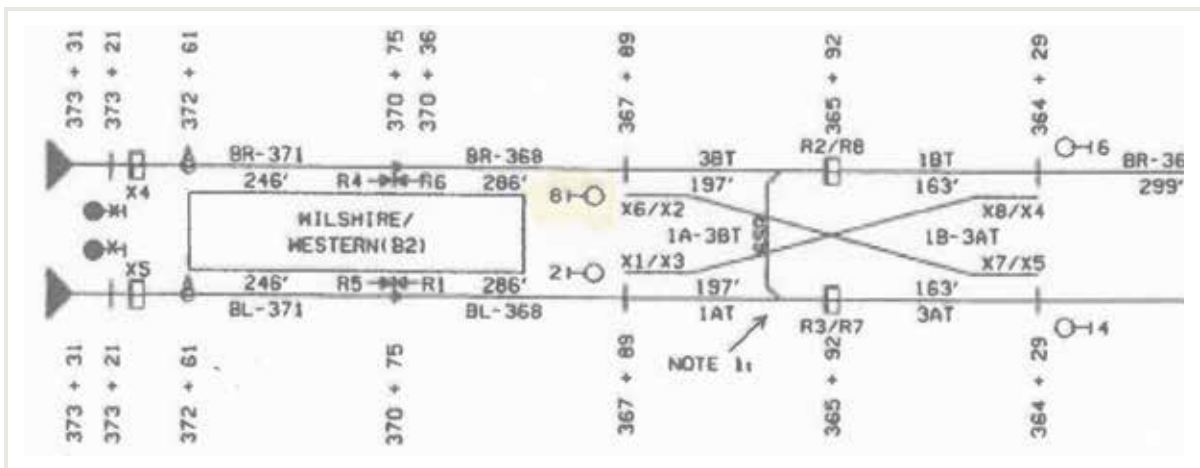 373 + 31
373 + 21
372 + 61
370 + 75
370 + 36
367 + 89
365 + 92
364 + 29
BR-371
BR-368
3BT
R2/R8
1BT
6
BR-36
X4
246'
R4
R6
286'
8
197'
163'
299'
X6/X2
X8/X4
WILSHIRE/
WESTERN(B2)
1A-3BT
6SP
1B-3AT
X1
X1
X5
X1/X3
X7/X5
2
246'
R5
R1
286'
197'
163'
BL-371
BL-368
1AT
R3/R7
3AT
4
NOTE 1:
373 + 31
373 + 21
372 + 61
370 + 75
367 + 89
365 + 92
364 + 29